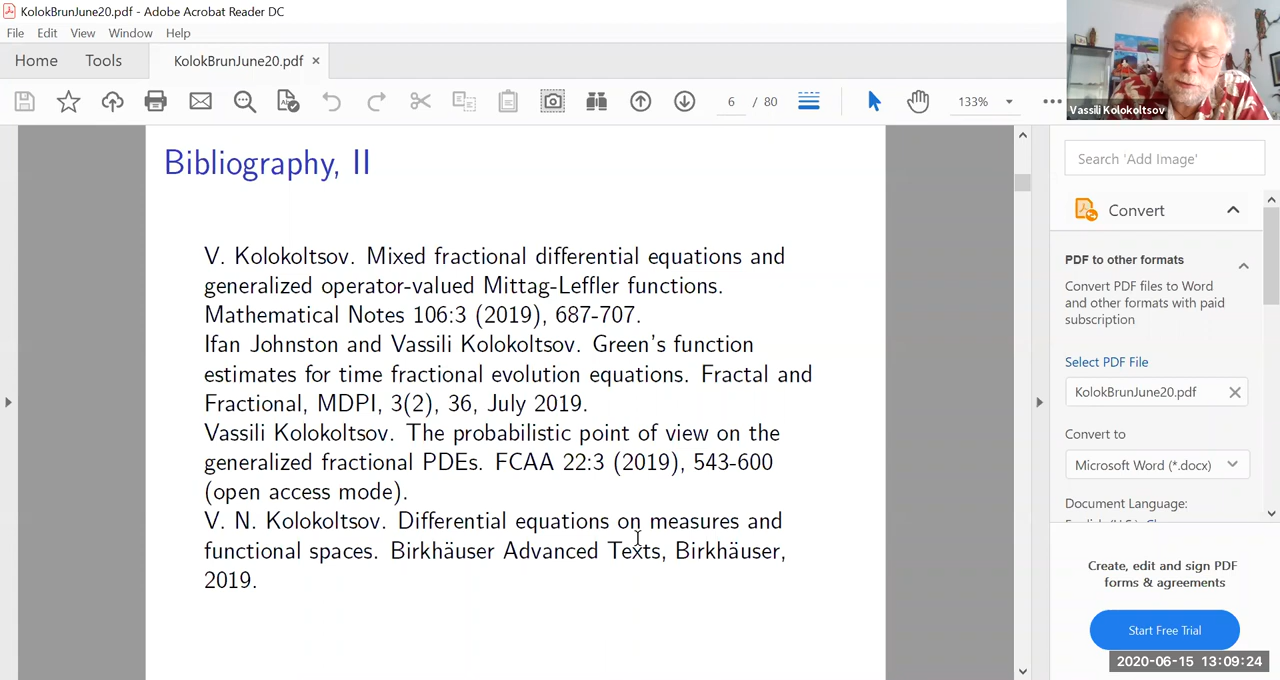 KolokBrunJune20.pdf - Adobe Acrobat Reader DC
File Edit View Window Help
Home Tools KolokBrunJune20.pdf ×
6 / 80 133%
Vassili Kolokoltsov
Bibliography, II
V. Kolokoltsov. Mixed fractional differential equations and
generalized operator-valued Mittag-Leffler functions.
Mathematical Notes 106:3 (2019), 687-707.
Ifan Johnston and Vassili Kolokoltsov. Green's function
estimates for time fractional evolution equations. Fractal and
Fractional, MDPI, 3(2), 36, July 2019.
Vassili Kolokoltsov. The probabilistic point of view on the
generalized fractional PDEs. FCAA 22:3 (2019), 543-600
(open access mode).
V. N. Kolokoltsov. Differential equations on measures and
functional spaces. Birkhäuser Advanced Texts, Birkhäuser,
2019.
Search 'Add Image'
Convert
PDF to other formats
Convert PDF files to Word
and other formats with paid
subscription
Select PDF File
KolokBrunJune20.pdf
Convert to
Microsoft Word (*.docx)
Document Language:
Create, edit and sign PDF
forms & agreements
Start Free Trial
2020-06-15 13:09:24